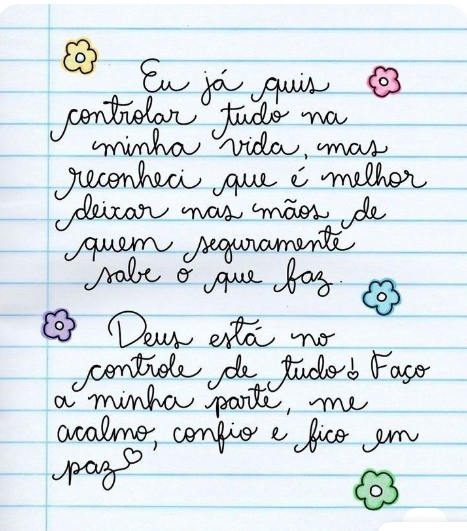 Eu já quis
controlar tudo na
minha vida, mas
reconheci que é melhor
deixar nas mãos de
quem seguramente
sabe o que faz.
Deus está no
controle de tudo! Faço
a minha parte, me
acalmo, confio e fico em
paz♡